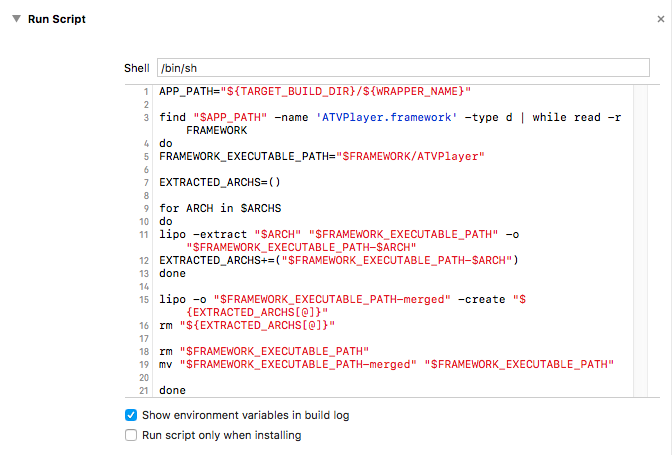 Run Script
Shell /bin/sh
1 APP_PATH="${TARGET_BUILD_DIR}/${WRAPPER_NAME}"
2
3 find "$APP_PATH" -name 'ATVPlayer.framework' -type d | while read -r
FRAMEWORK
4 do
5 FRAMEWORK_EXECUTABLE_PATH="$FRAMEWORK/ATVPlayer"
6
7 EXTRACTED_ARCHS=()
8
9 for ARCH in $ARCHS
10 do
11 lipo -extract "$ARCH" "$FRAMEWORK_EXECUTABLE_PATH" -o
"$FRAMEWORK_EXECUTABLE_PATH-$ARCH"
12 EXTRACTED_ARCHS+=("$FRAMEWORK_EXECUTABLE_PATH-$ARCH")
13 done
14
15 lipo -o "$FRAMEWORK_EXECUTABLE_PATH-merged" -create "$
{EXTRACTED_ARCHS[@]}"
16 rm "${EXTRACTED_ARCHS[@]}"
17
18 rm "$FRAMEWORK_EXECUTABLE_PATH"
19 mv "$FRAMEWORK_EXECUTABLE_PATH-merged" "$FRAMEWORK_EXECUTABLE_PATH"
20
21 done
Show environment variables in build log
Run script only when installing